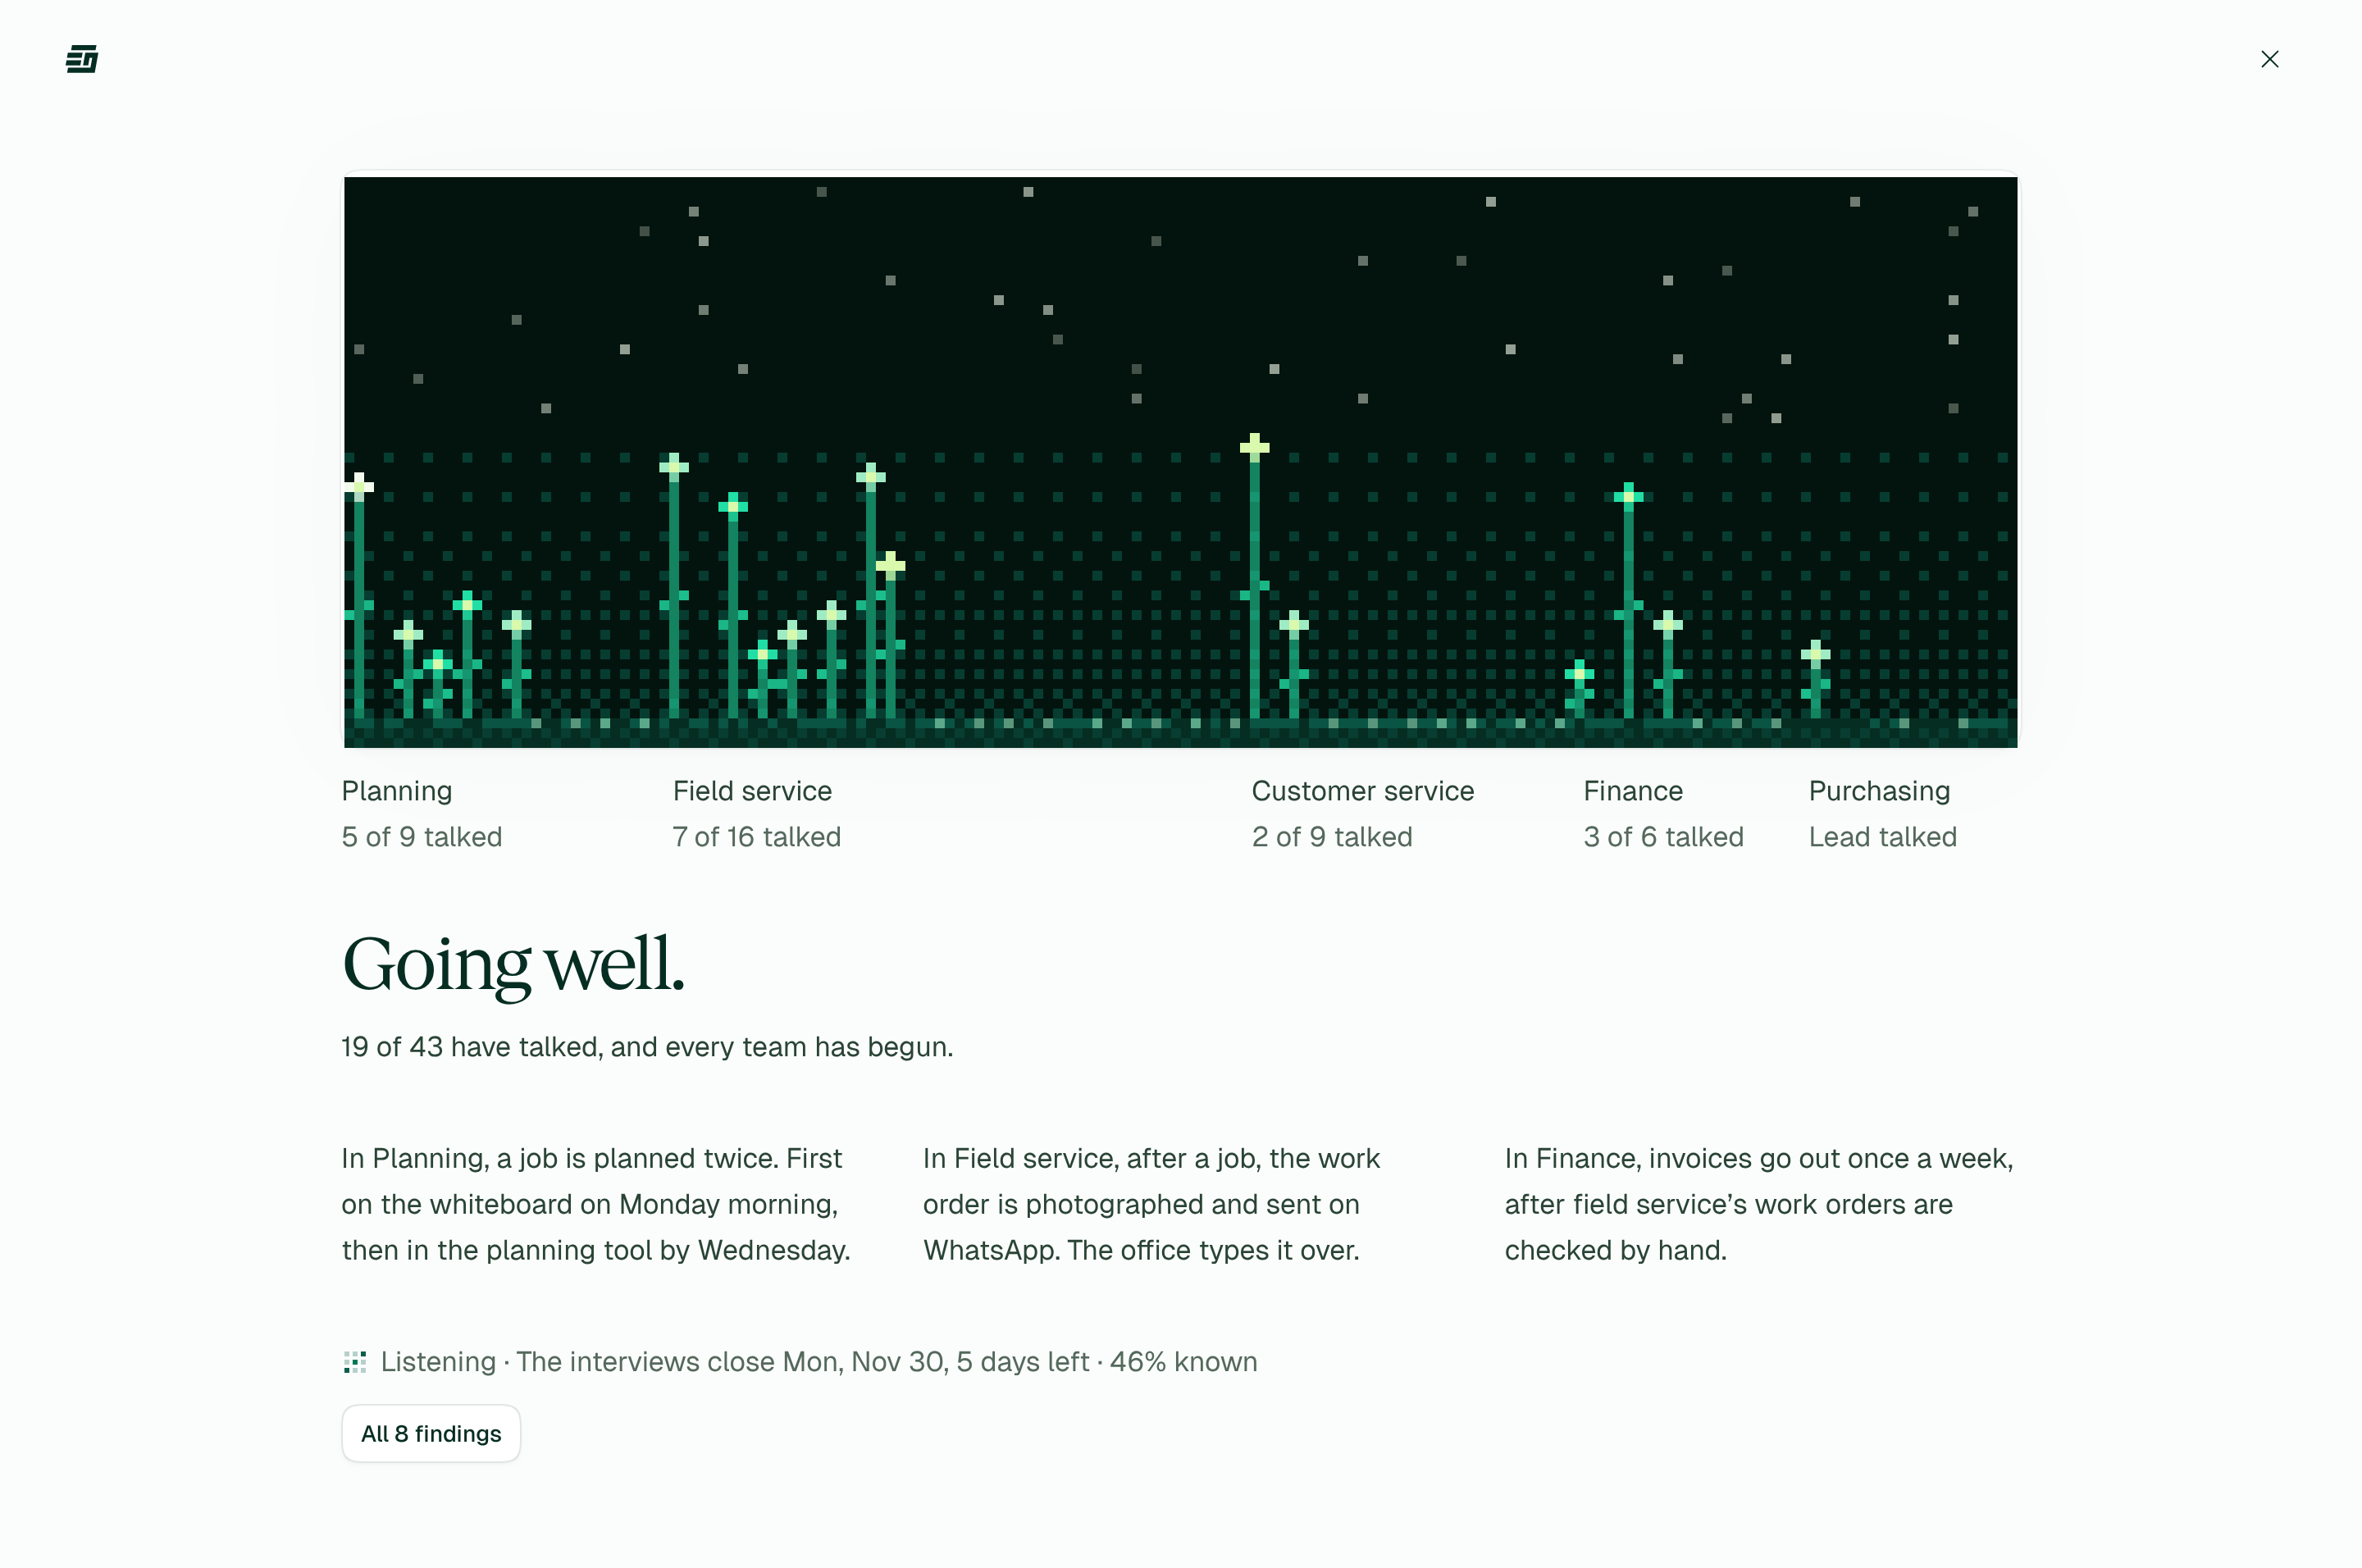 Planning
5 of 9 talked
Field service
7 of 16 talked
Customer service
2 of 9 talked
Finance
3 of 6 talked
Purchasing
Lead talked
Going well.
19 of 43 have talked, and every team has begun.
In Planning, a job is planned twice. First
on the whiteboard on Monday morning,
then in the planning tool by Wednesday.
In Field service, after a job, the work
order is photographed and sent on
WhatsApp. The office types it over.
In Finance, invoices go out once a week,
after field service’s work orders are
checked by hand.
Listening · The interviews close Mon, Nov 30, 5 days left · 46% known
All 8 findings